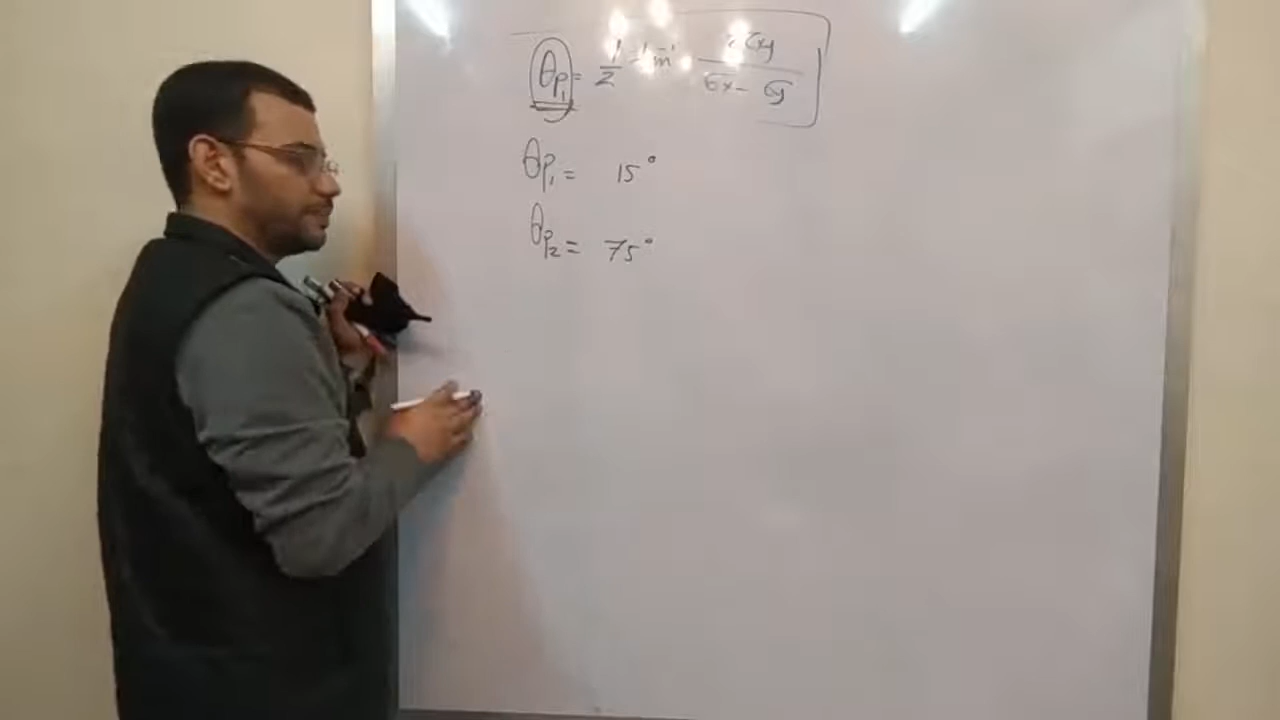 θp₁ = 1/2 tan⁻¹ 2τxy / σx - σy
θp₁ = 15°
θp₂ = 75°